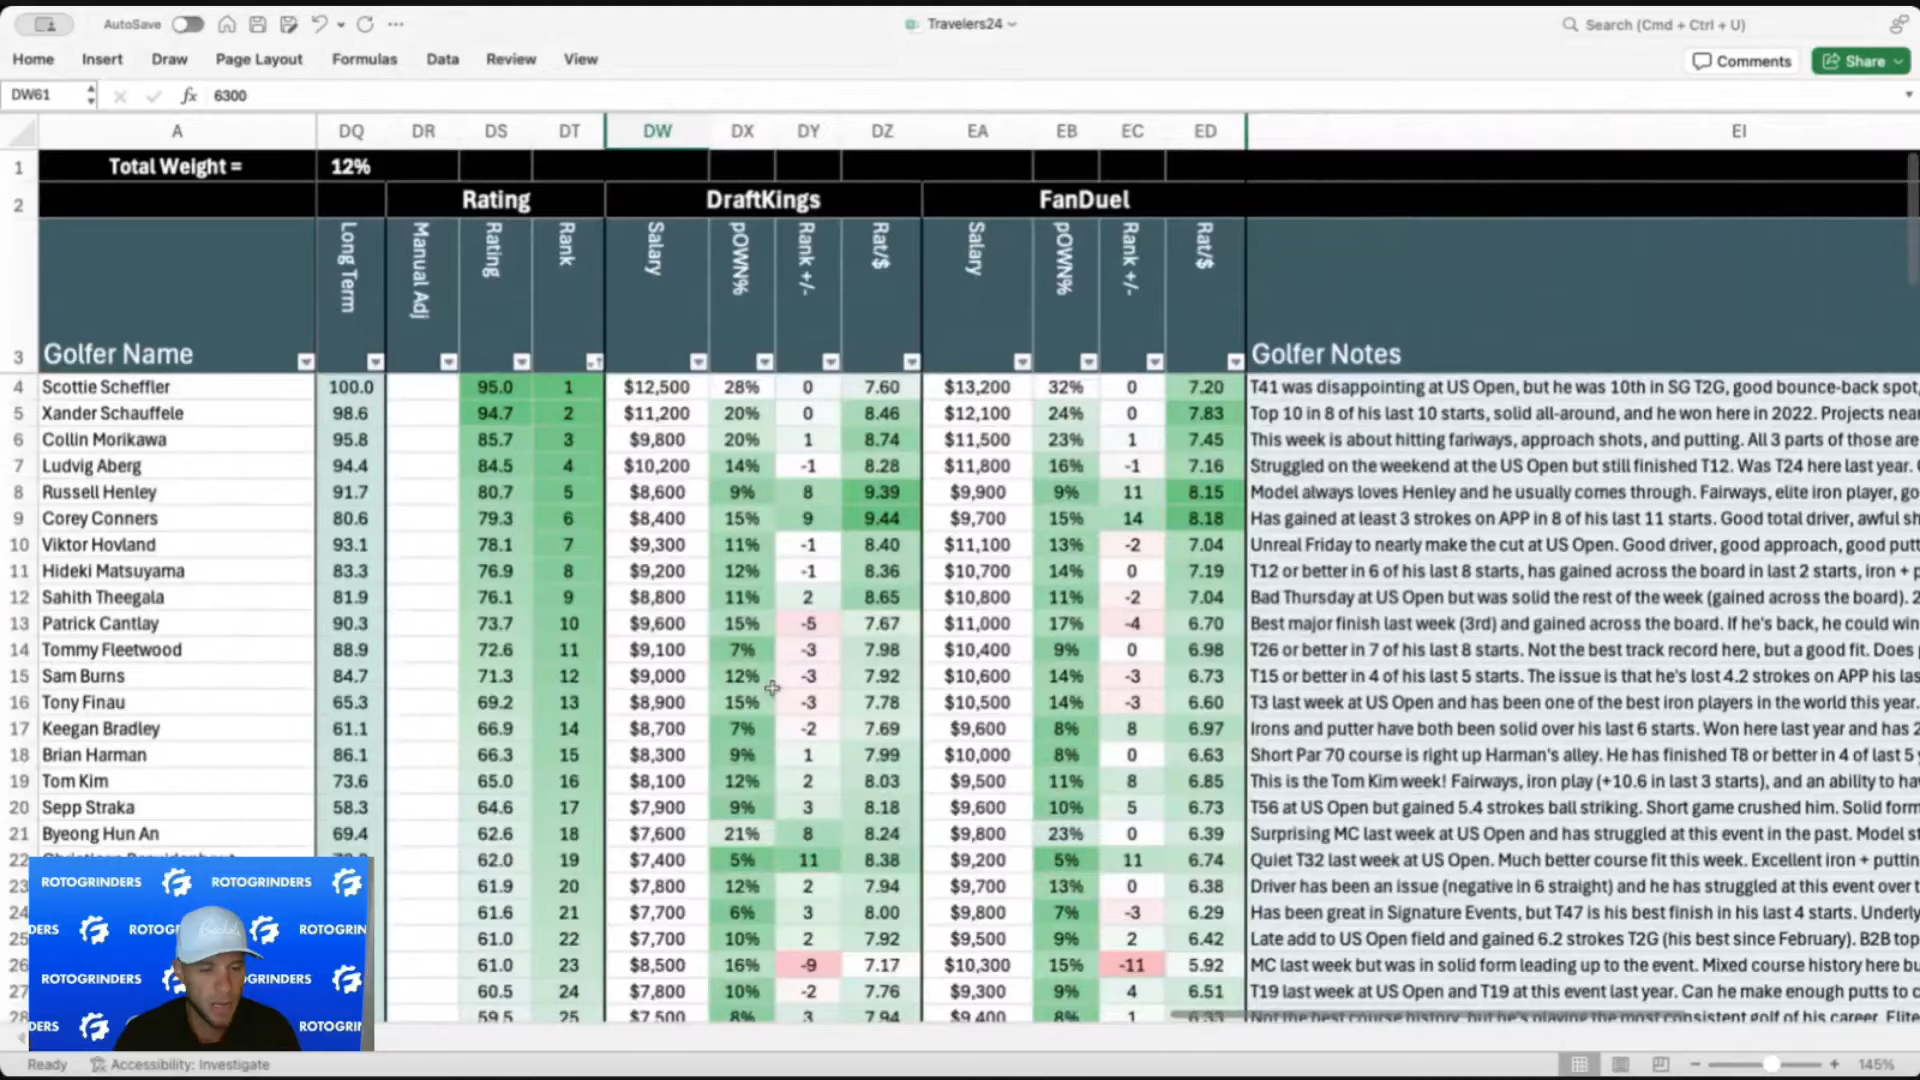 AutoSave
Travelers24
Search (Cmd + Ctrl + U)
Home Insert Draw Page Layout Formulas Data Review View
Comments Share
DW61 fx 6300
A DQ DR DS DT DW DX DY DZ EA EB EC ED EI
1 Total Weight = 12%
2 Rating DraftKings FanDuel
3 Golfer Name Long Term Manual Adj Rating Rank Salary pOWN% Rank +/- Rat/$ Salary pOWN% Rank +/- Rat/$ Golfer Notes
4 Scottie Scheffler 100.0 95.0 1 $12,500 28% 0 7.60 $13,200 32% 0 7.20 T41 was disappointing at US Open, but he was 10th in SG T2G, good bounce-back spot,
5 Xander Schauffele 98.6 94.7 2 $11,200 20% 0 8.46 $12,100 24% 0 7.83 Top 10 in 8 of his last 10 starts, solid all-around, and he won here in 2022. Projects nea
6 Collin Morikawa 95.8 85.7 3 $9,800 20% 1 8.74 $11,500 23% 1 7.45 This week is about hitting fariways, approach shots, and putting. All 3 parts of those are
7 Ludvig Aberg 94.4 84.5 4 $10,200 14% -1 8.28 $11,800 16% -1 7.16 Struggled on the weekend at the US Open but still finished T12. Was T24 here last year.
8 Russell Henley 91.7 80.7 5 $8,600 9% 8 9.39 $9,900 9% 11 8.15 Model always loves Henley and he usually comes through. Fairways, elite iron player, go
9 Corey Conners 80.6 79.3 6 $8,400 15% 9 9.44 $9,700 15% 14 8.18 Has gained at least 3 strokes on APP in 8 of his last 11 starts. Good total driver, awful sh
10 Viktor Hovland 93.1 78.1 7 $9,300 11% -1 8.40 $11,100 13% -2 7.04 Unreal Friday to nearly make the cut at US Open. Good driver, good approach, good putt
11 Hideki Matsuyama 83.3 76.9 8 $9,200 12% -1 8.36 $10,700 14% 0 7.19 T12 or better in 6 of his last 8 starts, has gained across the board in last 2 starts, iron + p
12 Sahith Theegala 81.9 76.1 9 $8,800 11% 2 8.65 $10,800 11% -2 7.04 Bad Thursday at US Open but was solid the rest of the week (gained across the board). 2
13 Patrick Cantlay 90.3 73.7 10 $9,600 15% -5 7.67 $11,000 17% -4 6.70 Best major finish last week (3rd) and gained across the board. If he's back, he could win
14 Tommy Fleetwood 88.9 72.6 11 $9,100 7% -3 7.98 $10,400 9% 0 6.98 T26 or better in 7 of his last 8 starts. Not the best track record here, but a good fit. Does
15 Sam Burns 84.7 71.3 12 $9,000 12% -3 7.92 $10,600 14% -3 6.73 T15 or better in 4 of his last 5 starts. The issue is that he's lost 4.2 strokes on APP his las
16 Tony Finau 65.3 69.2 13 $8,900 15% -3 7.78 $10,500 14% -3 6.60 T3 last week at US Open and has been one of the best iron players in the world this year.
17 Keegan Bradley 61.1 66.9 14 $8,700 7% -2 7.69 $9,600 8% 8 6.97 Irons and putter have both been solid over his last 6 starts. Won here last year and has 2
18 Brian Harman 86.1 66.3 15 $8,300 9% 1 7.99 $10,000 8% 0 6.63 Short Par 70 course is right up Harman's alley. He has finished T8 or better in 4 of last 5
19 Tom Kim 73.6 65.0 16 $8,100 12% 2 8.03 $9,500 11% 8 6.85 This is the Tom Kim week! Fairways, iron play (+10.6 in last 3 starts), and an ability to ha
20 Sepp Straka 58.3 64.6 17 $7,900 9% 3 8.18 $9,600 10% 5 6.73 T56 at US Open but gained 5.4 strokes ball striking. Short game crushed him. Solid form
21 Byeong Hun An 69.4 62.6 18 $7,600 21% 8 8.24 $9,800 23% 0 6.39 Surprising MC last week at US Open and has struggled at this event in the past. Model s
22 62.0 19 $7,400 5% 11 8.38 $9,200 5% 11 6.74 Quiet T32 last week at US Open. Much better course fit this week. Excellent iron + puttin
23 61.9 20 $7,800 12% 2 7.94 $9,700 13% 0 6.38 Driver has been an issue (negative in 6 straight) and he has struggled at this event over t
24 61.6 21 $7,700 6% 3 8.00 $9,800 7% -3 6.29 Has been great in Signature Events, but T47 is his best finish in his last 4 starts. Underly
25 61.0 22 $7,700 10% 2 7.92 $9,500 9% 2 6.42 Late add to US Open field and gained 6.2 strokes T2G (his best since February). B2B top
26 61.0 23 $8,500 16% -9 7.17 $10,300 15% -11 5.92 MC last week but was in solid form leading up to the event. Mixed course history here bu
27 60.5 24 $7,800 10% -2 7.76 $9,300 9% 4 6.51 T19 last week at US Open and T19 at this event last year. Can he make enough putts to c
28 59.5 25 $7,500 8% 3 7.94 $9,400 8% 1 6.33 Not the best course history, but he's playing the most consistent golf of his career. Elite
ROTOGRINDERS ROTOGRINDERS
DERS ROTOG ROTOGRIN
ROTOGRINDERS ROTOGRINDERS
DERS ROTOGRIN
Ready Accessibility: Investigate 145%